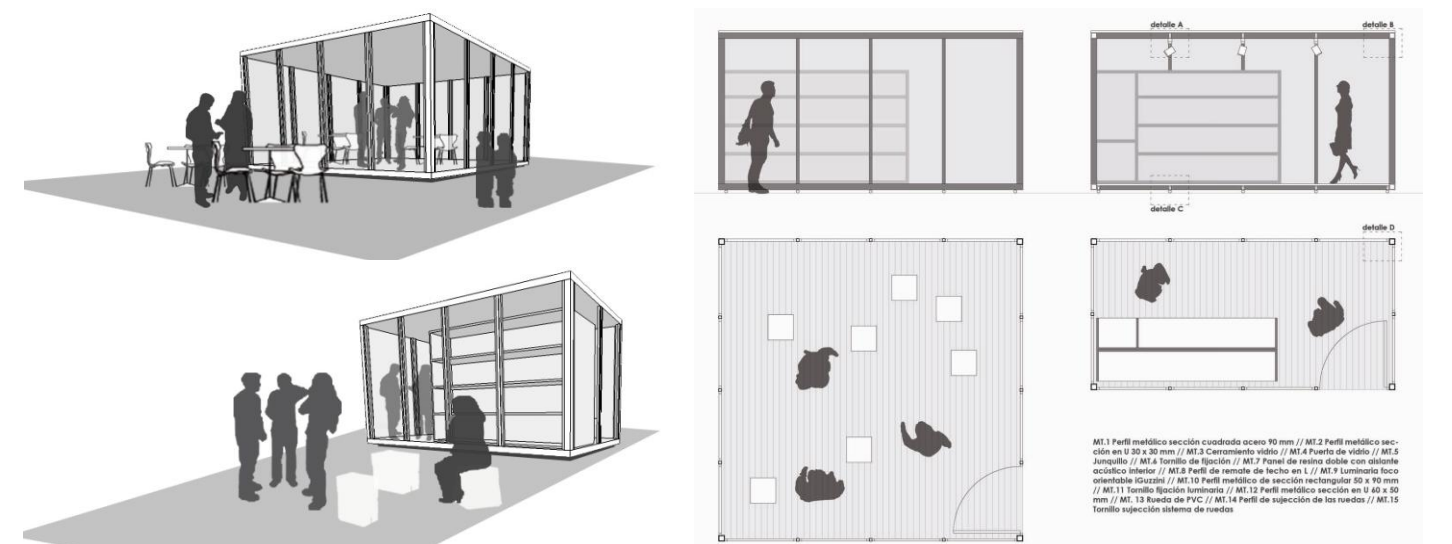 detalle A
detalle B
detalle C
detalle D
MT.1 Perfil metálico sección cuadrada acero 90 mm // MT.2 Perfil metálico sec-
ción en U 30 x 30 mm // MT.3 Cerramiento vidrio // MT.4 Puerta de vidrio // MT.5
Junquillo // MT.6 Tornillo de fijación // MT.7 Panel de resina doble con aislante
acústico interior // MT.8 Perfil de remate de techo en L // MT.9 Luminaria foco
orientable iGuzzini // MT.10 Perfil metálico de sección rectangular 50 x 90 mm
// MT.11 Tornillo fijación luminaria // MT.12 Perfil metálico sección en U 60 x 50
mm // MT. 13 Rueda de PVC // MT.14 Perfil de sujección de las ruedas // MT.15
Tornillo sujección sistema de ruedas